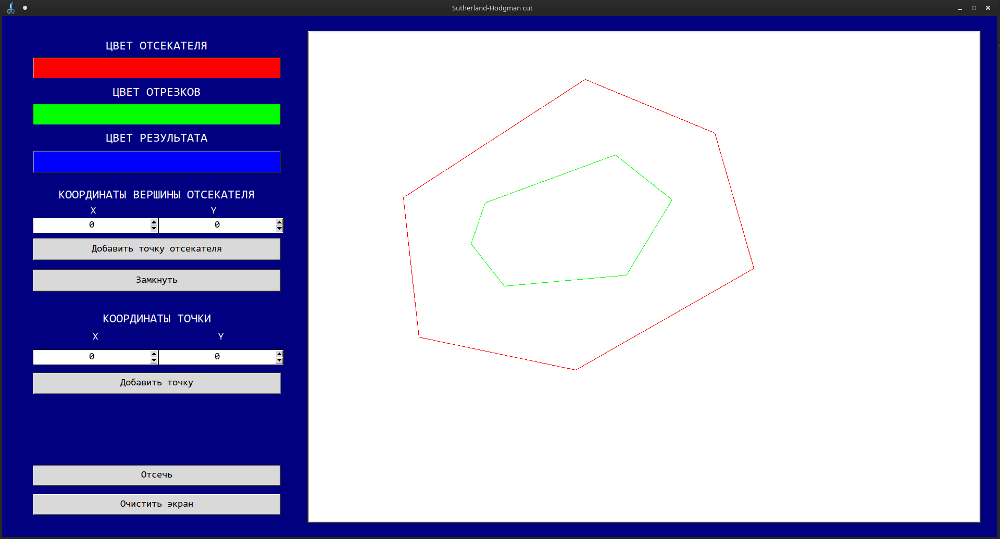 Sutherland-Hodgman cut
ЦВЕТ ОТСЕКАТЕЛЯ
ЦВЕТ ОТРЕЗКОВ
ЦВЕТ РЕЗУЛЬТАТА
КООРДИНАТЫ ВЕРШИНЫ ОТСЕКАТЕЛЯ
X Y
0 0
Добавить точку отсекателя
Замкнуть
КООРДИНАТЫ ТОЧКИ
X Y
0 0
Добавить точку
Отсечь
Очистить экран